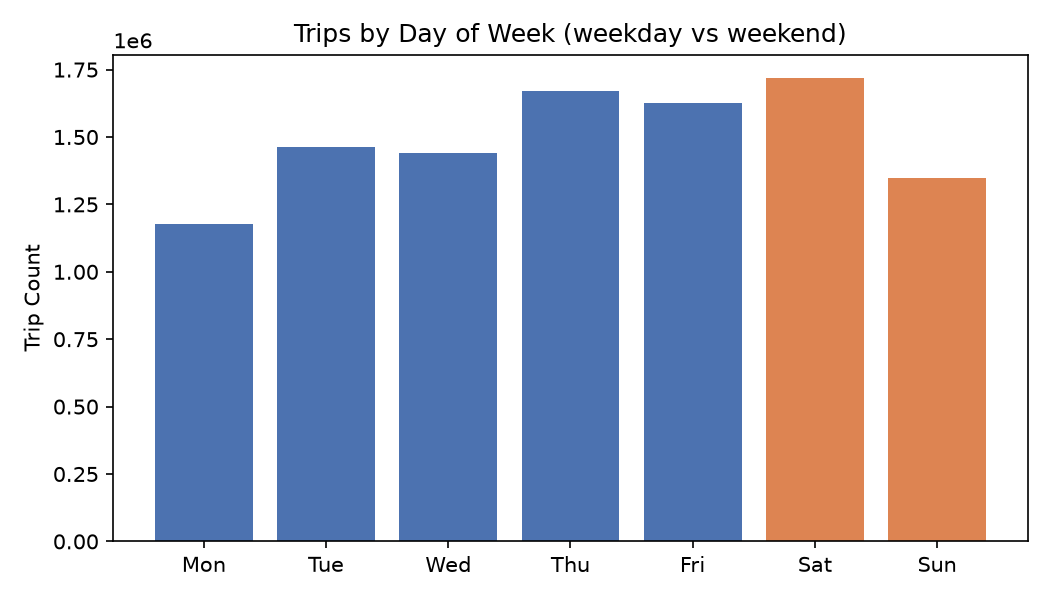 Trips by Day of Week (weekday vs weekend)
1e6
1.75
1.50
1.25
1.00
0.75
0.50
0.25
0.00
Trip Count
Mon Tue Wed Thu Fri Sat Sun